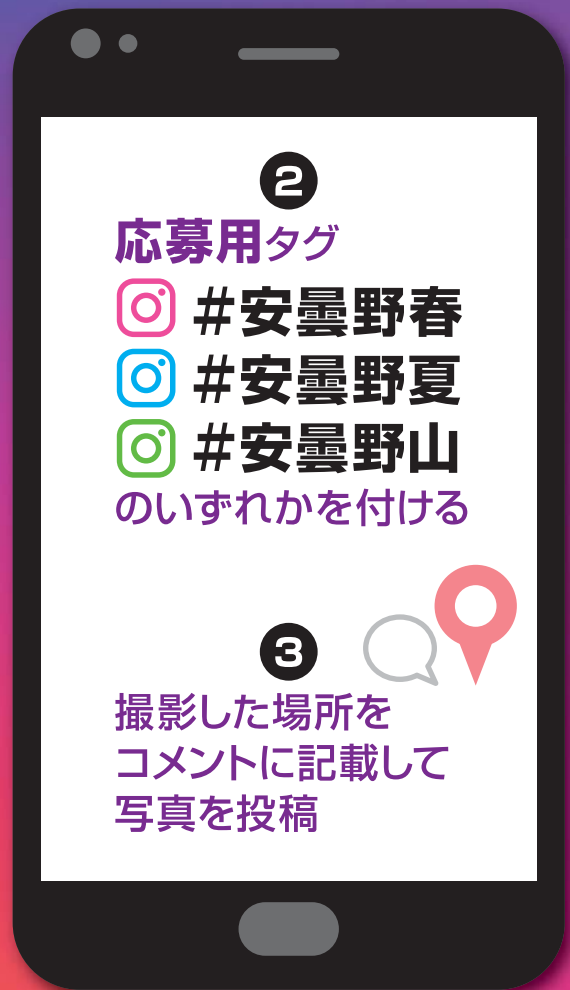 2
応募用タグ
#安曇野春
#安曇野夏
#安曇野山
のいずれかを付ける
3
撮影した場所を
コメントに記載して
写真を投稿